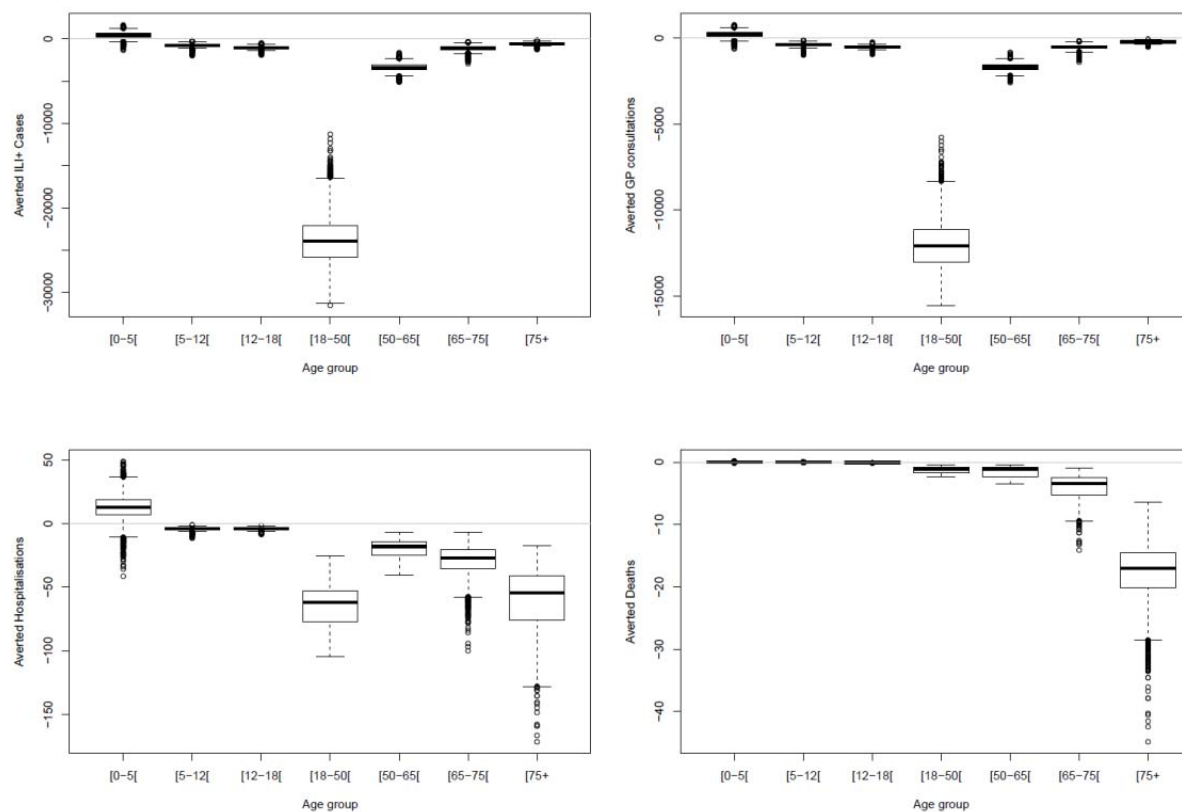 Averted ILI+ Cases
0
−10000
−20000
−30000
[0−5[ [5−12[ [12−18[ [18−50[ [50−65[ [65−75[ [75+
Age group
Averted GP consultations
0
−5000
−10000
−15000
[0−5[ [5−12[ [12−18[ [18−50[ [50−65[ [65−75[ [75+
Age group
Averted Hospitalisations
50
0
−50
−100
−150
[0−5[ [5−12[ [12−18[ [18−50[ [50−65[ [65−75[ [75+
Age group
Averted Deaths
0
−10
−20
−30
−40
[0−5[ [5−12[ [12−18[ [18−50[ [50−65[ [65−75[ [75+
Age group